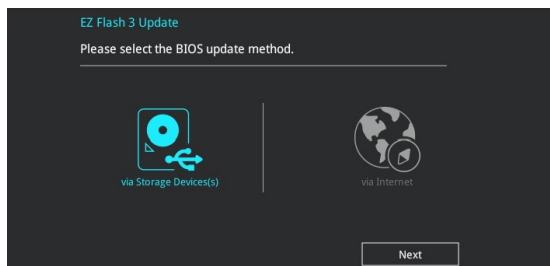 EZ Flash 3 Update
Please select the BIOS update method.
via Storage Devices(s)
via Internet
Next